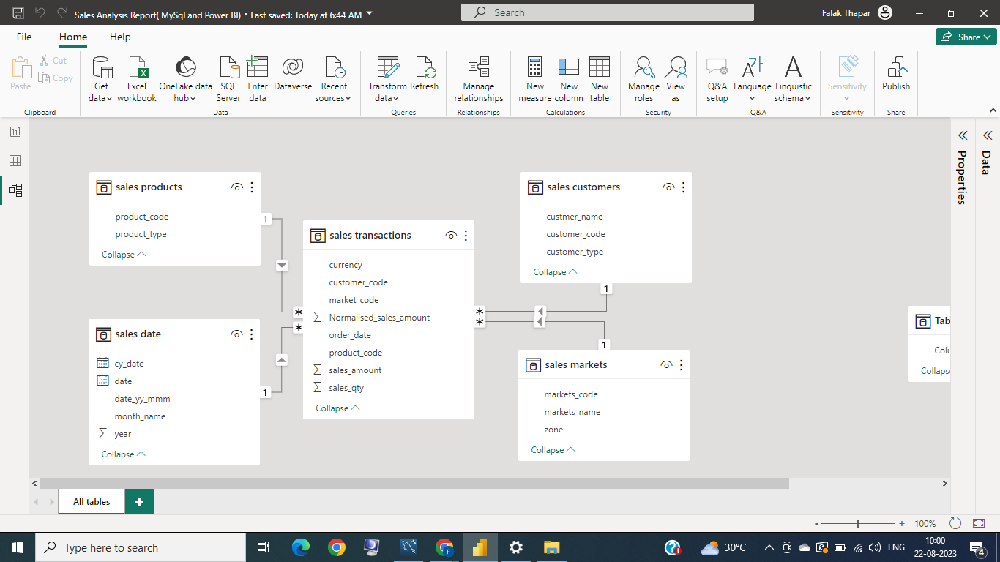 Sales Analysis Report( MySql and Power BI) • Last saved: Today at 6:44 AM
Search
Falak Thapar
File Home Help
Share
Paste
Cut
Copy
Clipboard
Get data
Excel workbook
OneLake data hub
SQL Server
Enter data
Dataverse
Recent sources
Data
Transform data
Refresh
Queries
Manage relationships
Relationships
New measure
New column
New table
Calculations
Manage roles
View as
Security
Q&A setup
Language
Linguistic schema
Q&A
Sensitivity
Sensitivity
Publish
Share
sales products
product_code
product_type
Collapse
1
*
sales date
cy_date
date
date_yy_mmm
month_name
year
Collapse
1
*
sales transactions
currency
customer_code
market_code
Normalised_sales_amount
order_date
product_code
sales_amount
sales_qty
Collapse
*
*
sales customers
custmer_name
customer_code
customer_type
Collapse
1
sales markets
markets_code
markets_name
zone
Collapse
1
Tab
Colu
Collapse
Properties
Data
All tables
+
- + 100%
Type here to search
30°C
ENG
10:00
22-08-2023
4